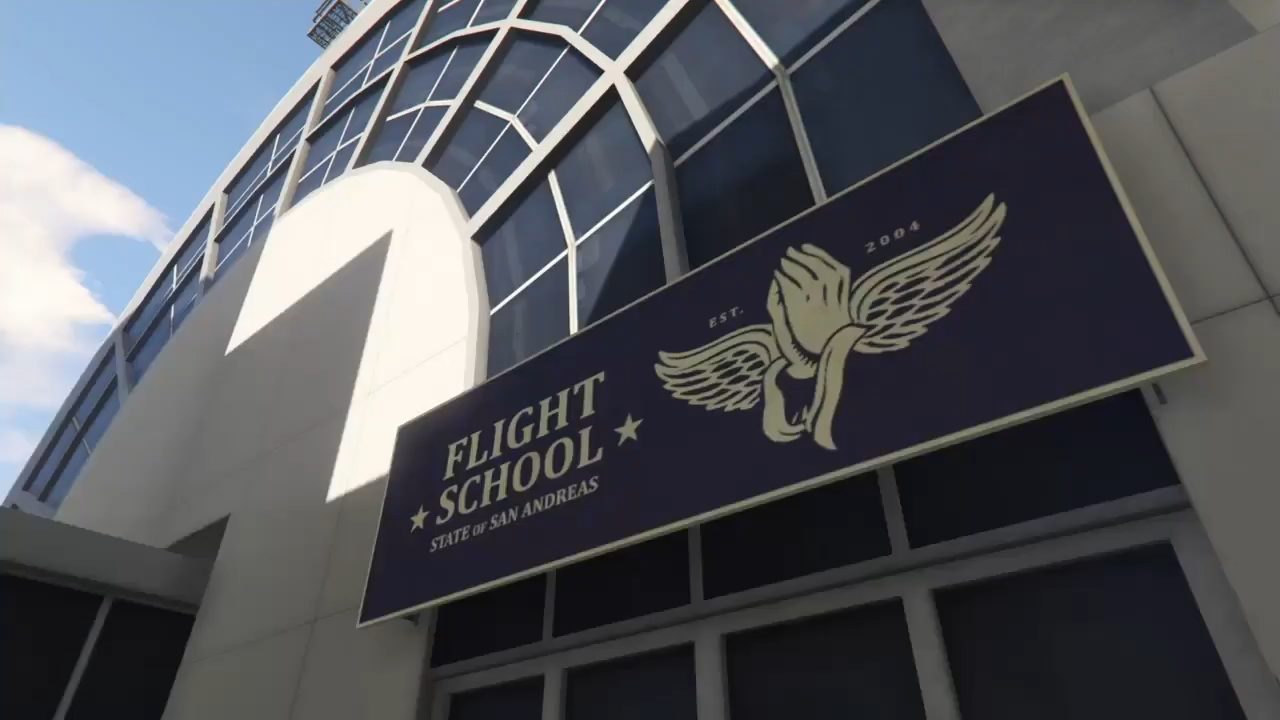 EST. 2004
FLIGHT
SCHOOL
STATE OF SAN ANDREAS